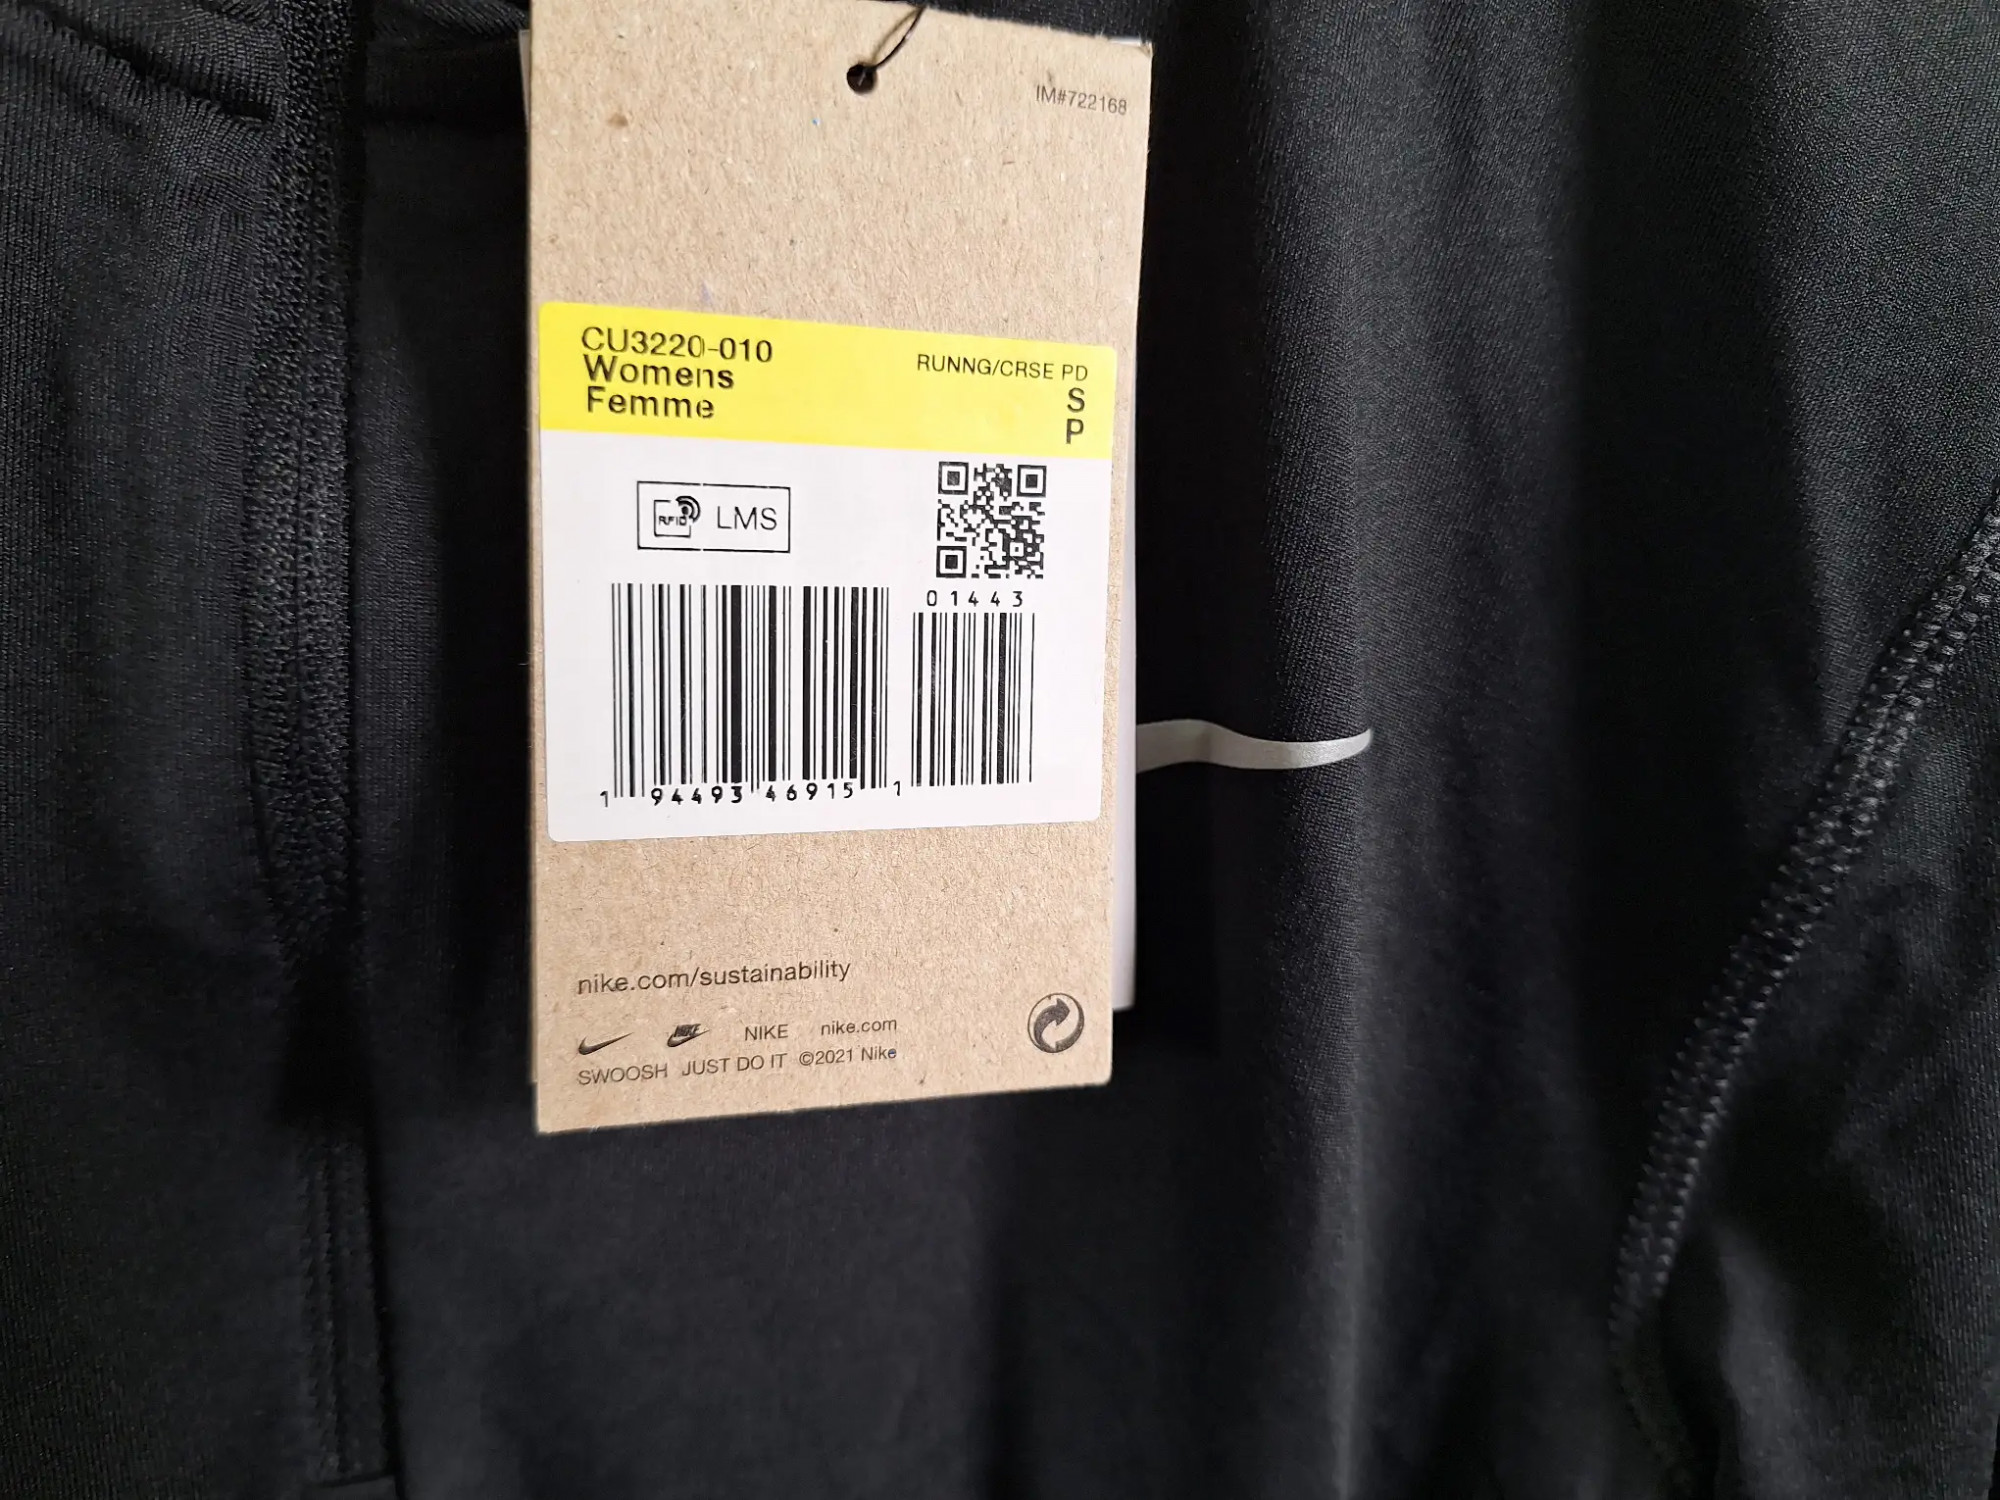 IM#722168
CU3220-010
Womens
Femme
RUNNG/CRSE PD
S
P
RFID LMS
01443
1 94493 46915 1
nike.com/sustainability
NIKE nike.com
SWOOSH JUST DO IT ©2021 Nike